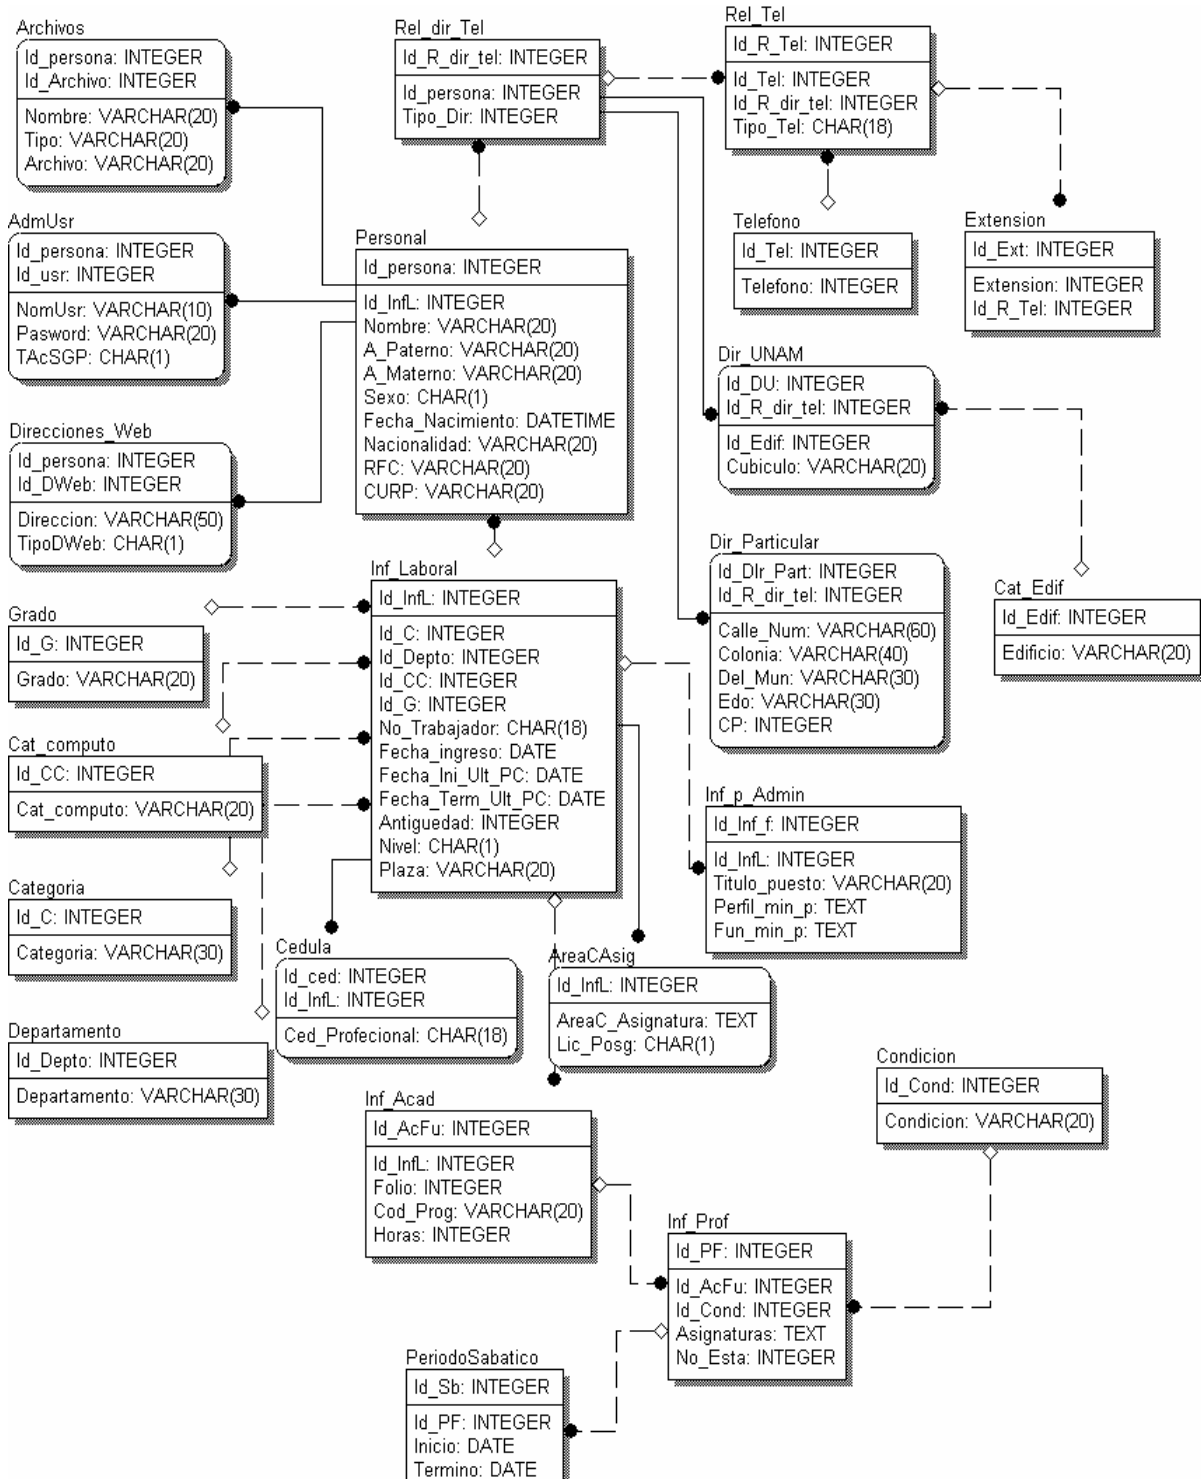 Archivos
Id_persona: INTEGER
Id_Archivo: INTEGER
Nombre: VARCHAR(20)
Tipo: VARCHAR(20)
Archivo: VARCHAR(20)
Rel_dir_Tel
Id_R_dir_tel: INTEGER
Id_persona: INTEGER
Tipo_Dir: INTEGER
Rel_Tel
Id_R_Tel: INTEGER
Id_Tel: INTEGER
Id_R_dir_tel: INTEGER
Tipo_Tel: CHAR(18)
AdmUsr
Id_persona: INTEGER
Id_usr: INTEGER
NomUsr: VARCHAR(10)
Pasword: VARCHAR(20)
TAcSGP: CHAR(1)
Personal
Id_persona: INTEGER
Id_InfL: INTEGER
Nombre: VARCHAR(20)
A_Paterno: VARCHAR(20)
A_Materno: VARCHAR(20)
Sexo: CHAR(1)
Fecha_Nacimiento: DATETIME
Nacionalidad: VARCHAR(20)
RFC: VARCHAR(20)
CURP: VARCHAR(20)
Telefono
Id_Tel: INTEGER
Telefono: INTEGER
Extension
Id_Ext: INTEGER
Extension: INTEGER
Id_R_Tel: INTEGER
Dir_UNAM
Id_DU: INTEGER
Id_R_dir_tel: INTEGER
Id_Edif: INTEGER
Cubiculo: VARCHAR(20)
Direcciones_Web
Id_persona: INTEGER
Id_DWeb: INTEGER
Direccion: VARCHAR(50)
TipoDWeb: CHAR(1)
Dir_Particular
Id_DIr_Part: INTEGER
Id_R_dir_tel: INTEGER
Calle_Num: VARCHAR(60)
Colonia: VARCHAR(40)
Del_Mun: VARCHAR(30)
Edo: VARCHAR(30)
CP: INTEGER
Cat_Edif
Id_Edif: INTEGER
Edificio: VARCHAR(20)
Inf_Laboral
Id_InfL: INTEGER
Id_C: INTEGER
Id_Depto: INTEGER
Id_CC: INTEGER
Id_G: INTEGER
No_Trabajador: CHAR(18)
Fecha_ingreso: DATE
Fecha_Ini_Ult_PC: DATE
Fecha_Term_Ult_PC: DATE
Antiguedad: INTEGER
Nivel: CHAR(1)
Plaza: VARCHAR(20)
Grado
Id_G: INTEGER
Grado: VARCHAR(20)
Cat_computo
Id_CC: INTEGER
Cat_computo: VARCHAR(20)
Inf_p_Admin
Id_Inf_f: INTEGER
Id_InfL: INTEGER
Titulo_puesto: VARCHAR(20)
Perfil_min_p: TEXT
Fun_min_p: TEXT
Categoria
Id_C: INTEGER
Categoria: VARCHAR(30)
Cedula
Id_ced: INTEGER
Id_InfL: INTEGER
Ced_Profecional: CHAR(18)
AreaCAsig
Id_InfL: INTEGER
AreaC_Asignatura: TEXT
Lic_Posg: CHAR(1)
Departamento
Id_Depto: INTEGER
Departamento: VARCHAR(30)
Condicion
Id_Cond: INTEGER
Condicion: VARCHAR(20)
Inf_Acad
Id_AcFu: INTEGER
Id_InfL: INTEGER
Folio: INTEGER
Cod_Prog: VARCHAR(20)
Horas: INTEGER
Inf_Prof
Id_PF: INTEGER
Id_AcFu: INTEGER
Id_Cond: INTEGER
Asignaturas: TEXT
No_Esta: INTEGER
PeriodoSabatico
Id_Sb: INTEGER
Id_PF: INTEGER
Inicio: DATE
Termino: DATE